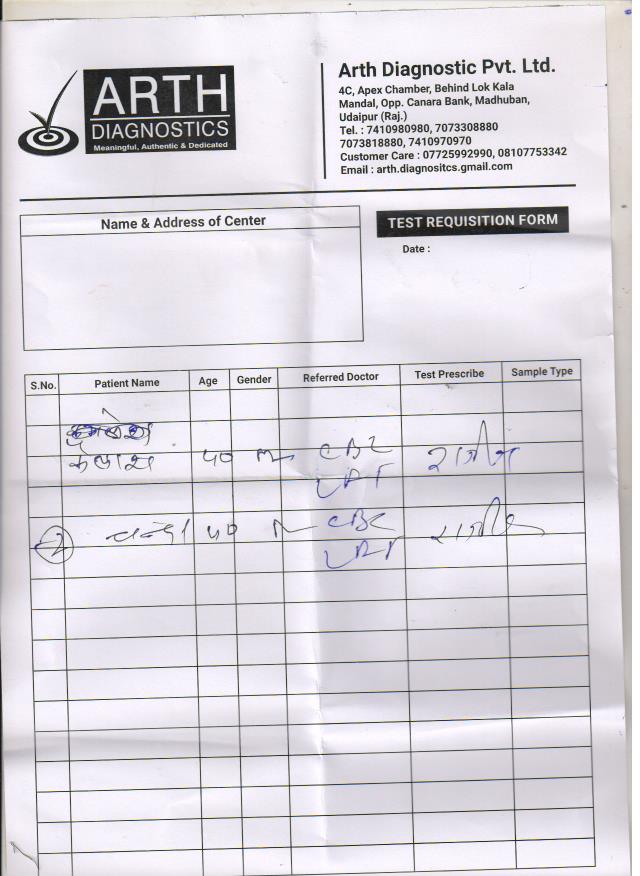 ARTH
DIAGNOSTICS
Meaningful, Authentic & Dedicated
Arth Diagnostic Pvt. Ltd.
4C, Apex Chamber, Behind Lok Kala
Mandal, Opp. Canara Bank, Madhuban,
Udaipur (Raj.)
Tel. : 7410980980, 7073308880
7073818880, 7410970970
Customer Care : 07725992990, 08107753342
Email : arth.diagnositcs.gmail.com
Name & Address of Center
TEST REQUISITION FORM
Date :
S.No. Patient Name Age Gender Referred Doctor Test Prescribe Sample Type
कैलाश 40 M CBC
LFT
2 40 M CBC
LFT